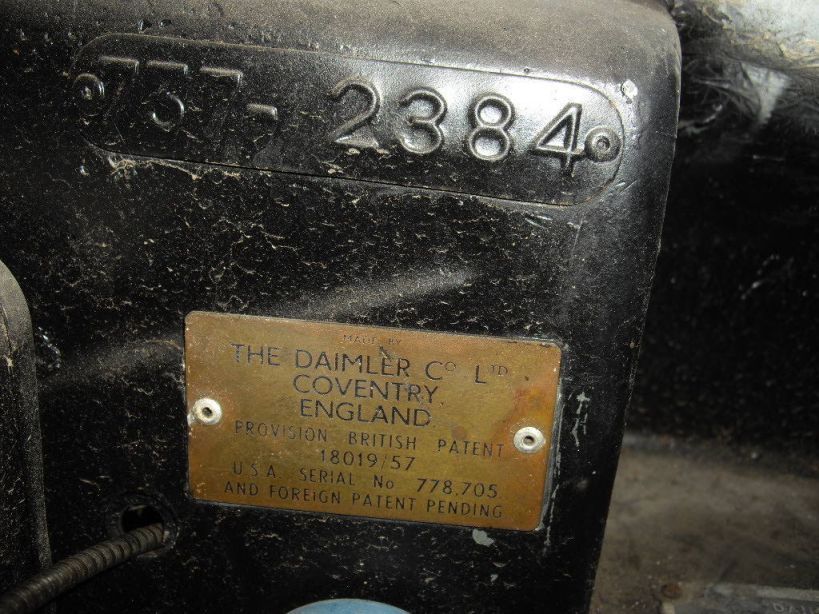 737- 2384
MADE BY
THE DAIMLER Co LTD
COVENTRY,
ENGLAND
PROVISION. BRITISH PATENT
18019/57
U.S.A. SERIAL No 778,705
AND FOREIGN PATENT PENDING